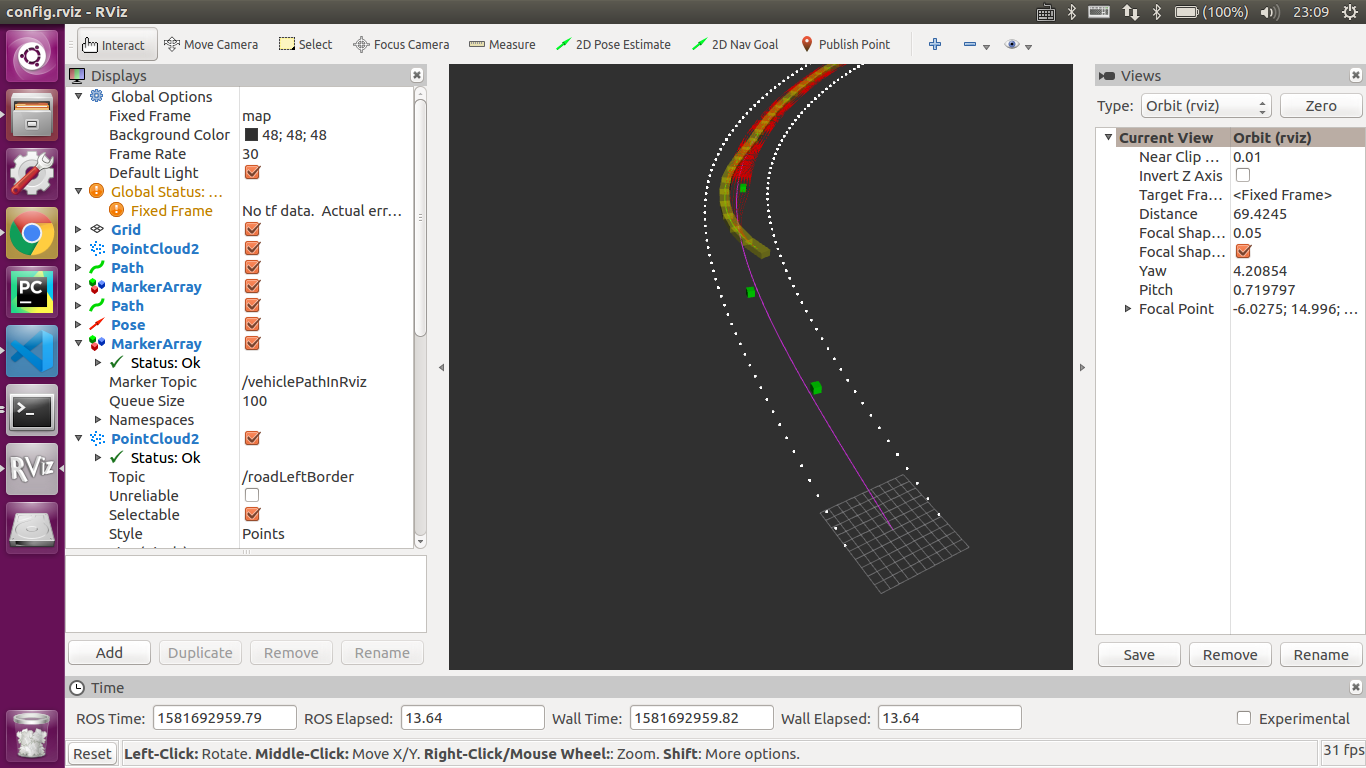 config.rviz - RViz
(100%) 23:09
Interact Move Camera Select Focus Camera Measure 2D Pose Estimate 2D Nav Goal Publish Point
Displays
Global Options
Fixed Frame map
Background Color 48; 48; 48
Frame Rate 30
Default Light
Global Status: ...
Fixed Frame No tf data. Actual err...
Grid
PointCloud2
Path
MarkerArray
Path
Pose
MarkerArray
Status: Ok
Marker Topic /vehiclePathInRviz
Queue Size 100
Namespaces
PointCloud2
Status: Ok
Topic /roadLeftBorder
Unreliable
Selectable
Style Points
Add Duplicate Remove Rename
PC
RViz
Views
Type: Orbit (rviz) Zero
Current View Orbit (rviz)
Near Clip ... 0.01
Invert Z Axis
Target Fra... <Fixed Frame>
Distance 69.4245
Focal Shap... 0.05
Focal Shap...
Yaw 4.20854
Pitch 0.719797
Focal Point -6.0275; 14.996; ...
Save Remove Rename
Time
ROS Time: 1581692959.79 ROS Elapsed: 13.64 Wall Time: 1581692959.82 Wall Elapsed: 13.64 Experimental
Reset Left-Click: Rotate. Middle-Click: Move X/Y. Right-Click/Mouse Wheel:: Zoom. Shift: More options. 31 fps